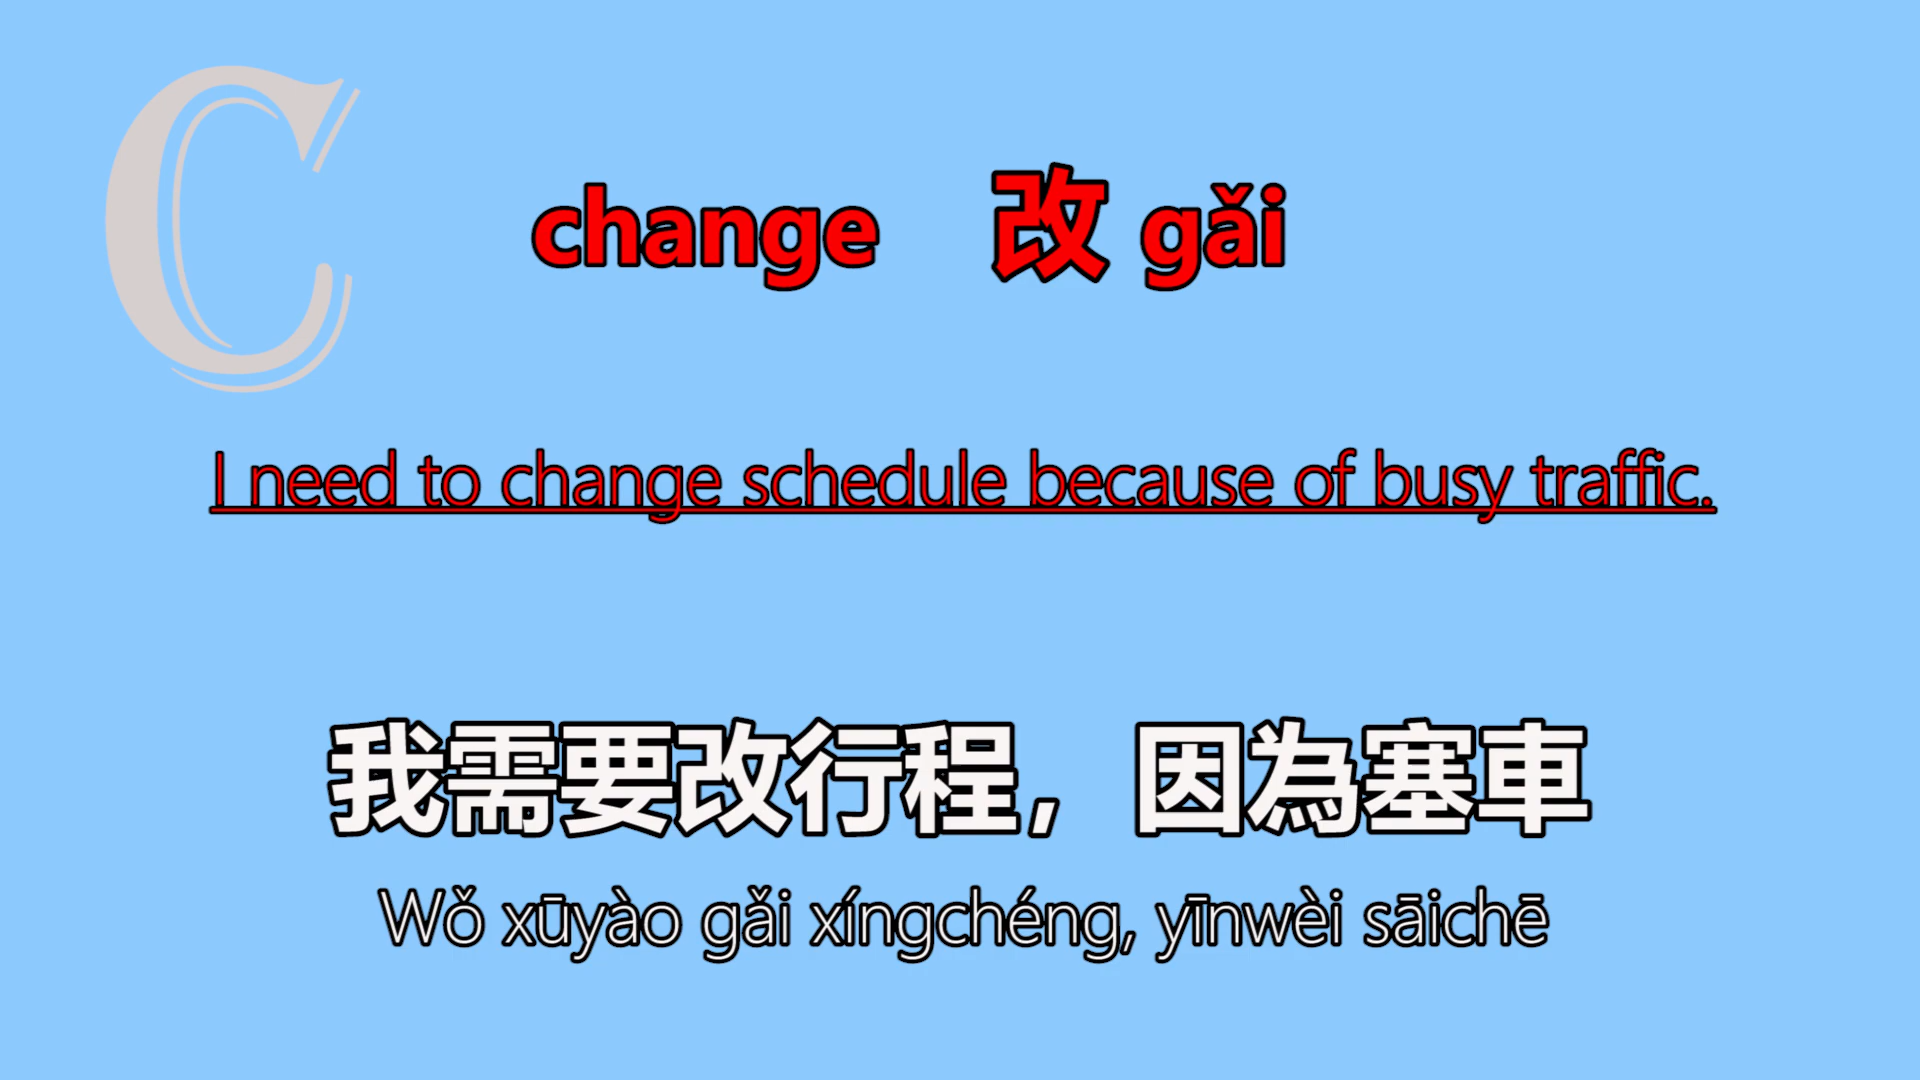 C
change 改 gǎi
I need to change schedule because of busy traffic.
我需要改行程，因為塞車
Wǒ xūyào gǎi xíngchéng, yīnwèi sāichē